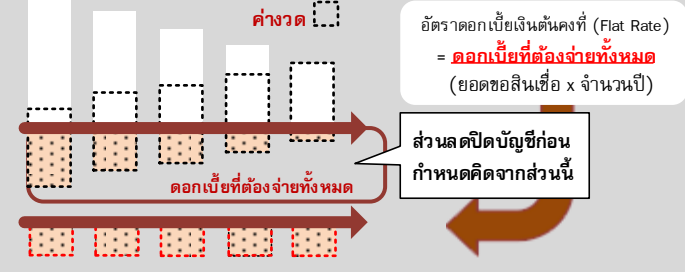 ค่างวด
อัตราดอกเบี้ยเงินต้นคงที่ (Flat Rate)
= ดอกเบี้ยที่ต้องจ่ายทั้งหมด
(ยอดขอสินเชื่อ x จำนวนปี)
ส่วนลดปิดบัญชีก่อน
กำหนดคิดจากส่วนนี้
ดอกเบี้ยที่ต้องจ่ายทั้งหมด